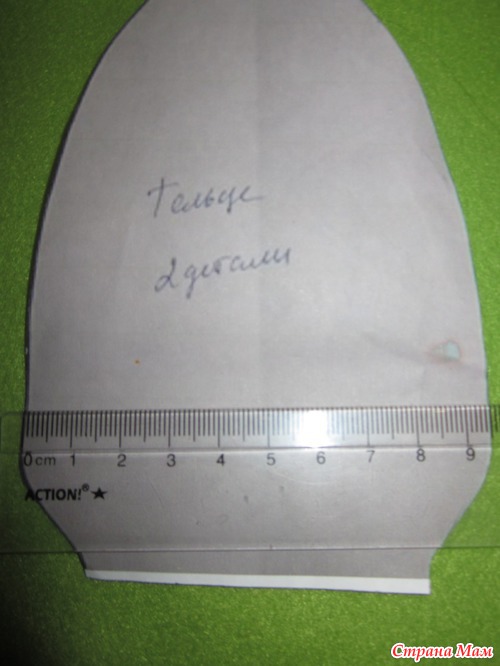 Тельце
2 детали
0cm 1 2 3 4 5 6 7 8 9
ACTION!® ★
Страна Мам